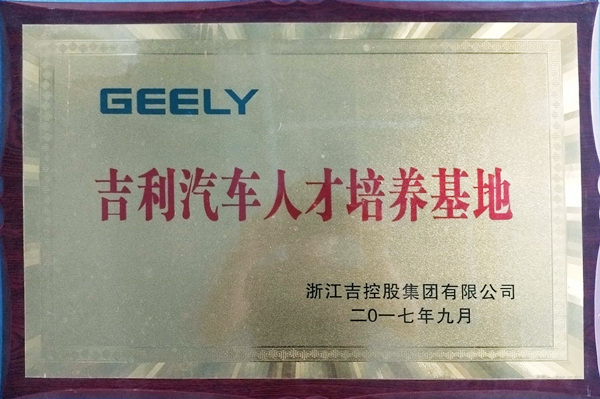 GEELY
吉利汽车人才培养基地
浙江吉控股集团有限公司
二0一七年九月